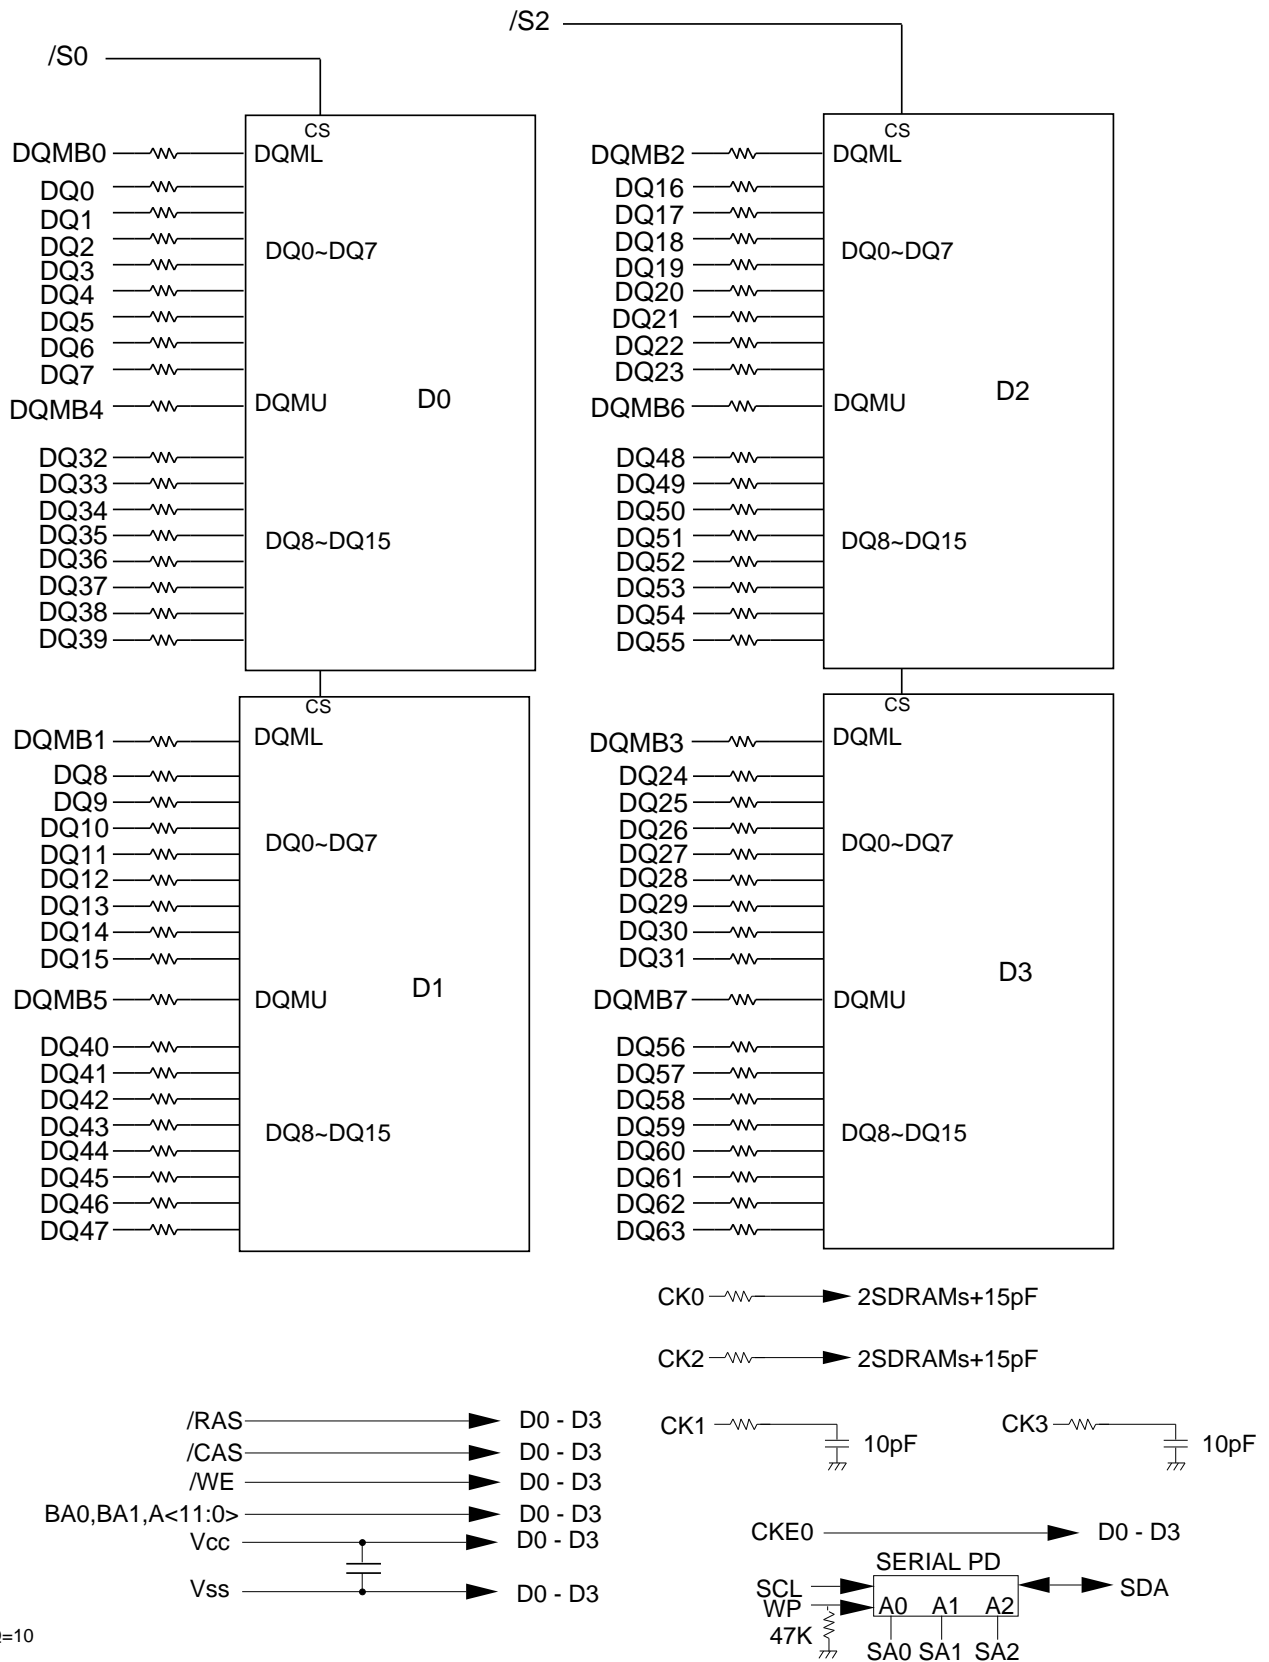 /S2
/S0
CS
DQMB0
DQML
DQ0
DQ1
DQ2
DQ3
DQ4
DQ5
DQ6
DQ7
DQ0~DQ7
DQMB4
DQMU
D0
DQ32
DQ33
DQ34
DQ35
DQ36
DQ37
DQ38
DQ39
DQ8~DQ15
CS
DQMB2
DQML
DQ16
DQ17
DQ18
DQ19
DQ20
DQ21
DQ22
DQ23
DQ0~DQ7
DQMB6
DQMU
D2
DQ48
DQ49
DQ50
DQ51
DQ52
DQ53
DQ54
DQ55
DQ8~DQ15
CS
DQMB1
DQML
DQ8
DQ9
DQ10
DQ11
DQ12
DQ13
DQ14
DQ15
DQ0~DQ7
DQMB5
DQMU
D1
DQ40
DQ41
DQ42
DQ43
DQ44
DQ45
DQ46
DQ47
DQ8~DQ15
CS
DQMB3
DQML
DQ24
DQ25
DQ26
DQ27
DQ28
DQ29
DQ30
DQ31
DQ0~DQ7
DQMB7
DQMU
D3
DQ56
DQ57
DQ58
DQ59
DQ60
DQ61
DQ62
DQ63
DQ8~DQ15
CK0 2SDRAMs+15pF
CK2 2SDRAMs+15pF
CK1 10pF
CK3 10pF
/RAS D0 - D3
/CAS D0 - D3
/WE D0 - D3
BA0,BA1,A<11:0> D0 - D3
Vcc D0 - D3
Vss D0 - D3
CKE0 D0 - D3
SERIAL PD
SCL
WP
47K
A0 A1 A2
SDA
SA0 SA1 SA2
=10